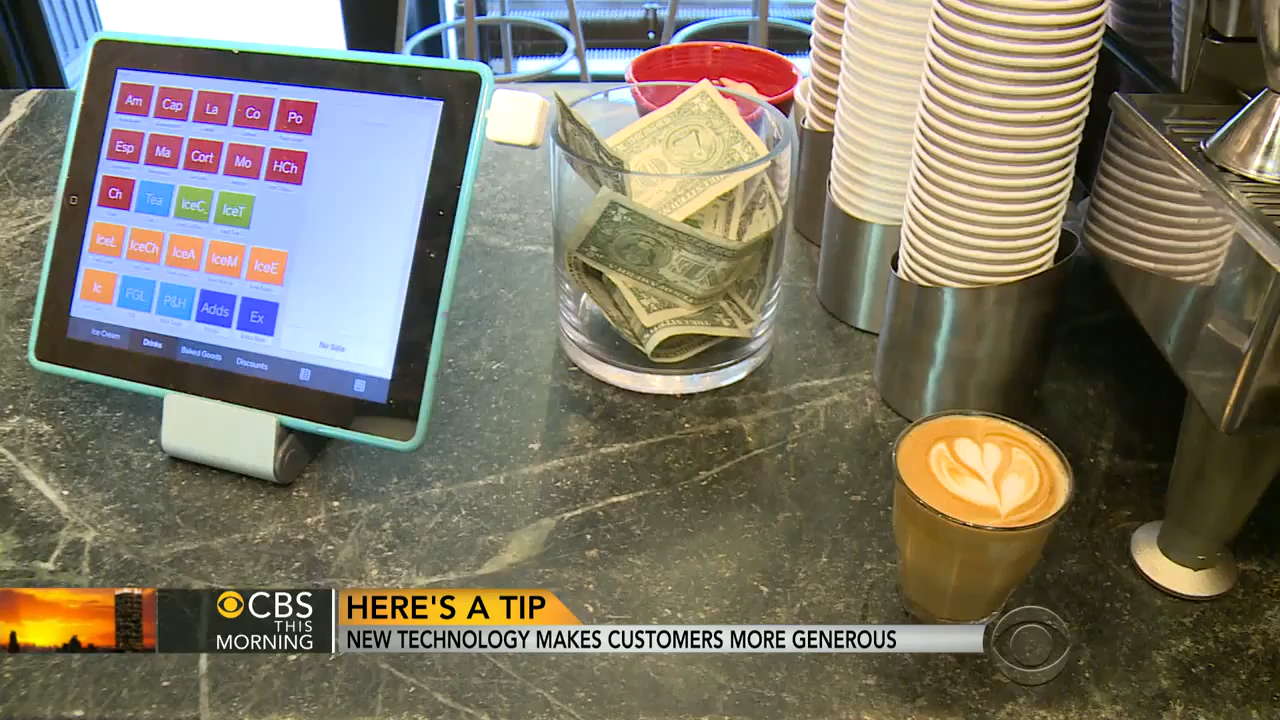 Am Cap La Co Po
Esp Ma Cort Mo HCh
Ch Tea IceC IceT
IceL IceCh IceA IceM IceE
Ic FGL P&H Adds Ex
No Sale
Ice Cream Drinks Baked Goods Discounts
CBS
THIS
MORNING
HERE'S A TIP
NEW TECHNOLOGY MAKES CUSTOMERS MORE GENEROUS